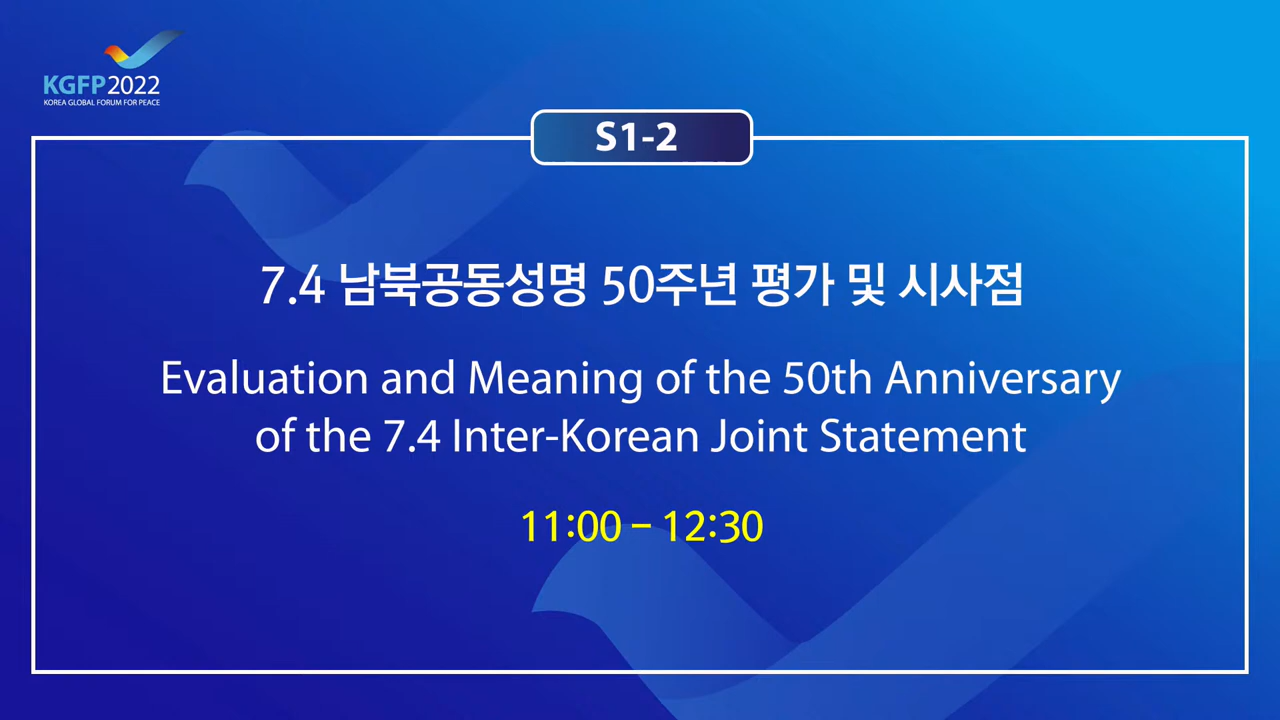 KGFP2022
KOREA GLOBAL FORUM FOR PEACE
S1-2
7.4 남북공동성명 50주년 평가 및 시사점
Evaluation and Meaning of the 50th Anniversary
of the 7.4 Inter-Korean Joint Statement
11:00 – 12:30